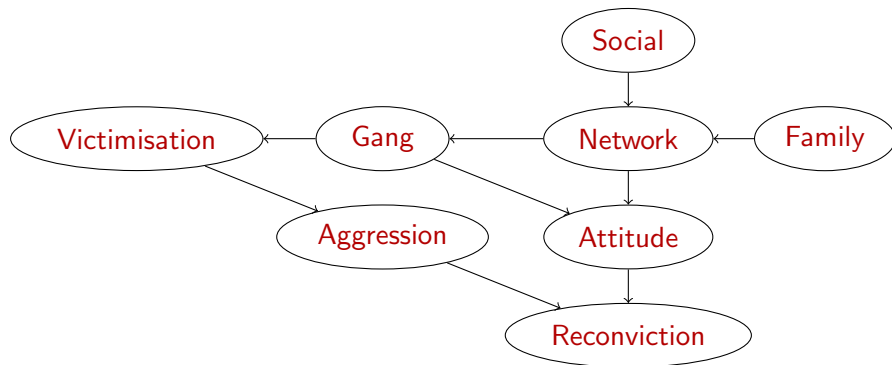 Social
Victimisation
Gang
Network
Family
Aggression
Attitude
Reconviction